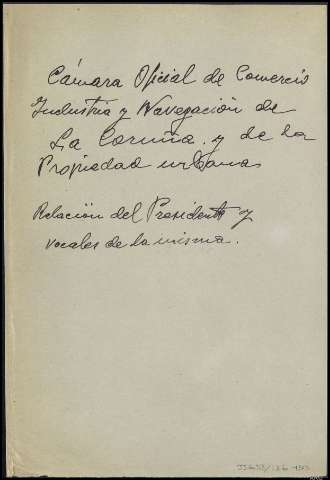 Cámara Oficial de Comercio
Industria y Navegación de
La Coruña. y de la
Propiedad urbana
Relación del Presidente y
vocales de la misma.